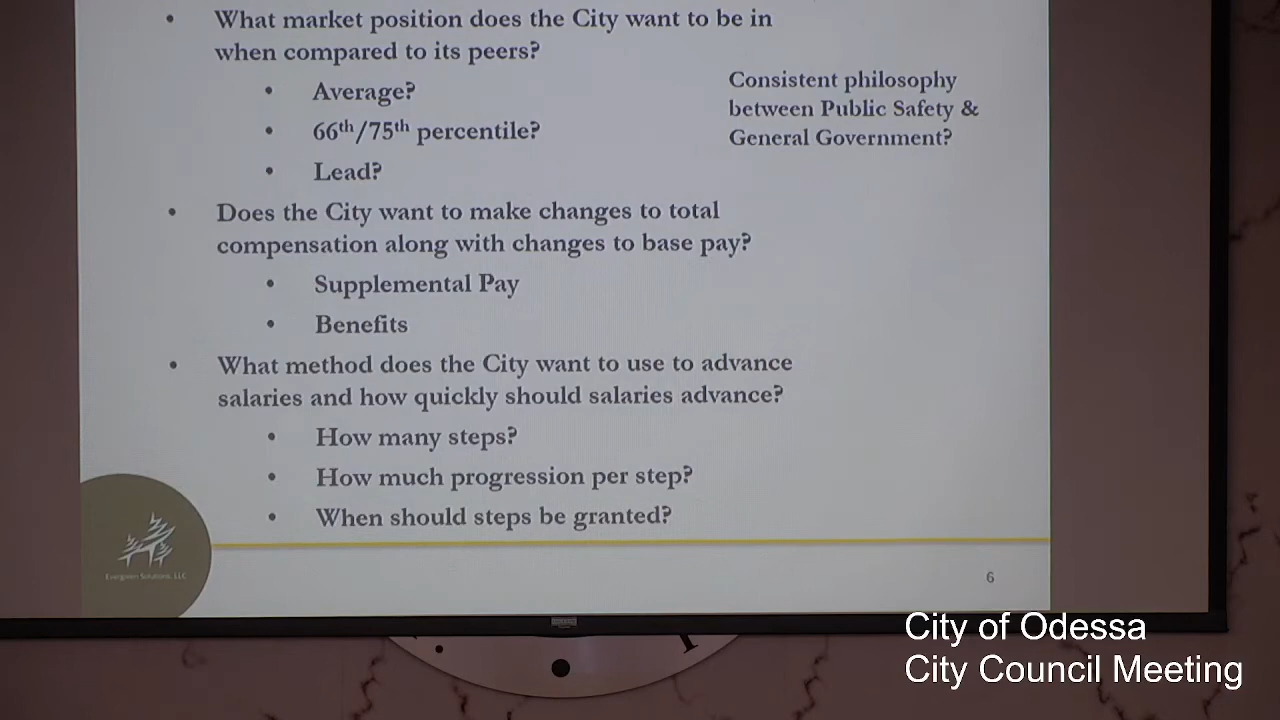 • What market position does the City want to be in
when compared to its peers?
• Average?
• 66th/75th percentile?
• Lead?
Consistent philosophy
between Public Safety &
General Government?
• Does the City want to make changes to total
compensation along with changes to base pay?
• Supplemental Pay
• Benefits
• What method does the City want to use to advance
salaries and how quickly should salaries advance?
• How many steps?
• How much progression per step?
• When should steps be granted?
Evergreen Solutions, LLC
6
City of Odessa
City Council Meeting